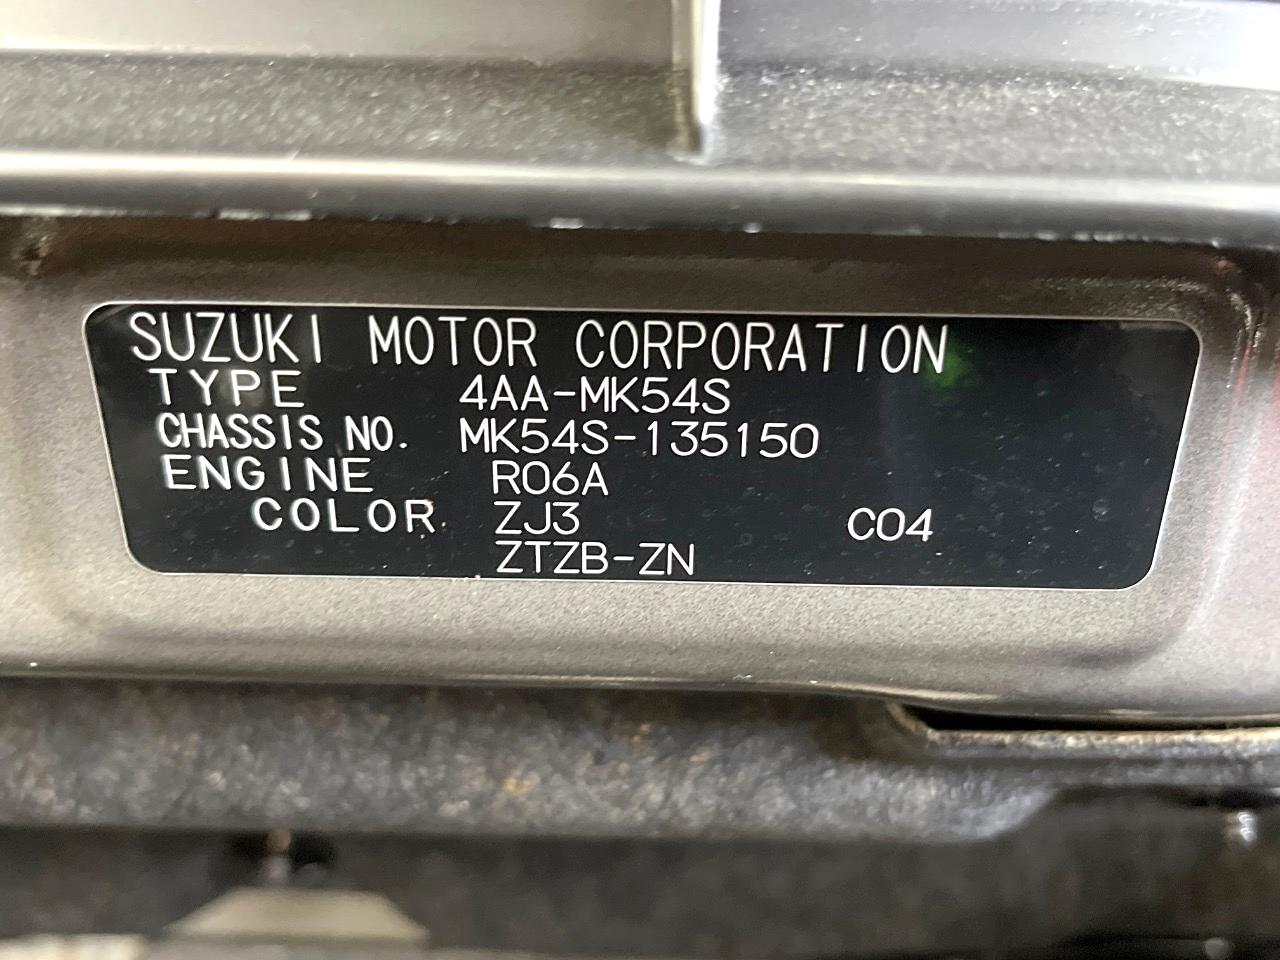 SUZUKI MOTOR CORPORATION
TYPE 4AA-MK54S
CHASSIS NO. MK54S-135150
ENGINE R06A
COLOR ZJ3 C04
ZTZB-ZN